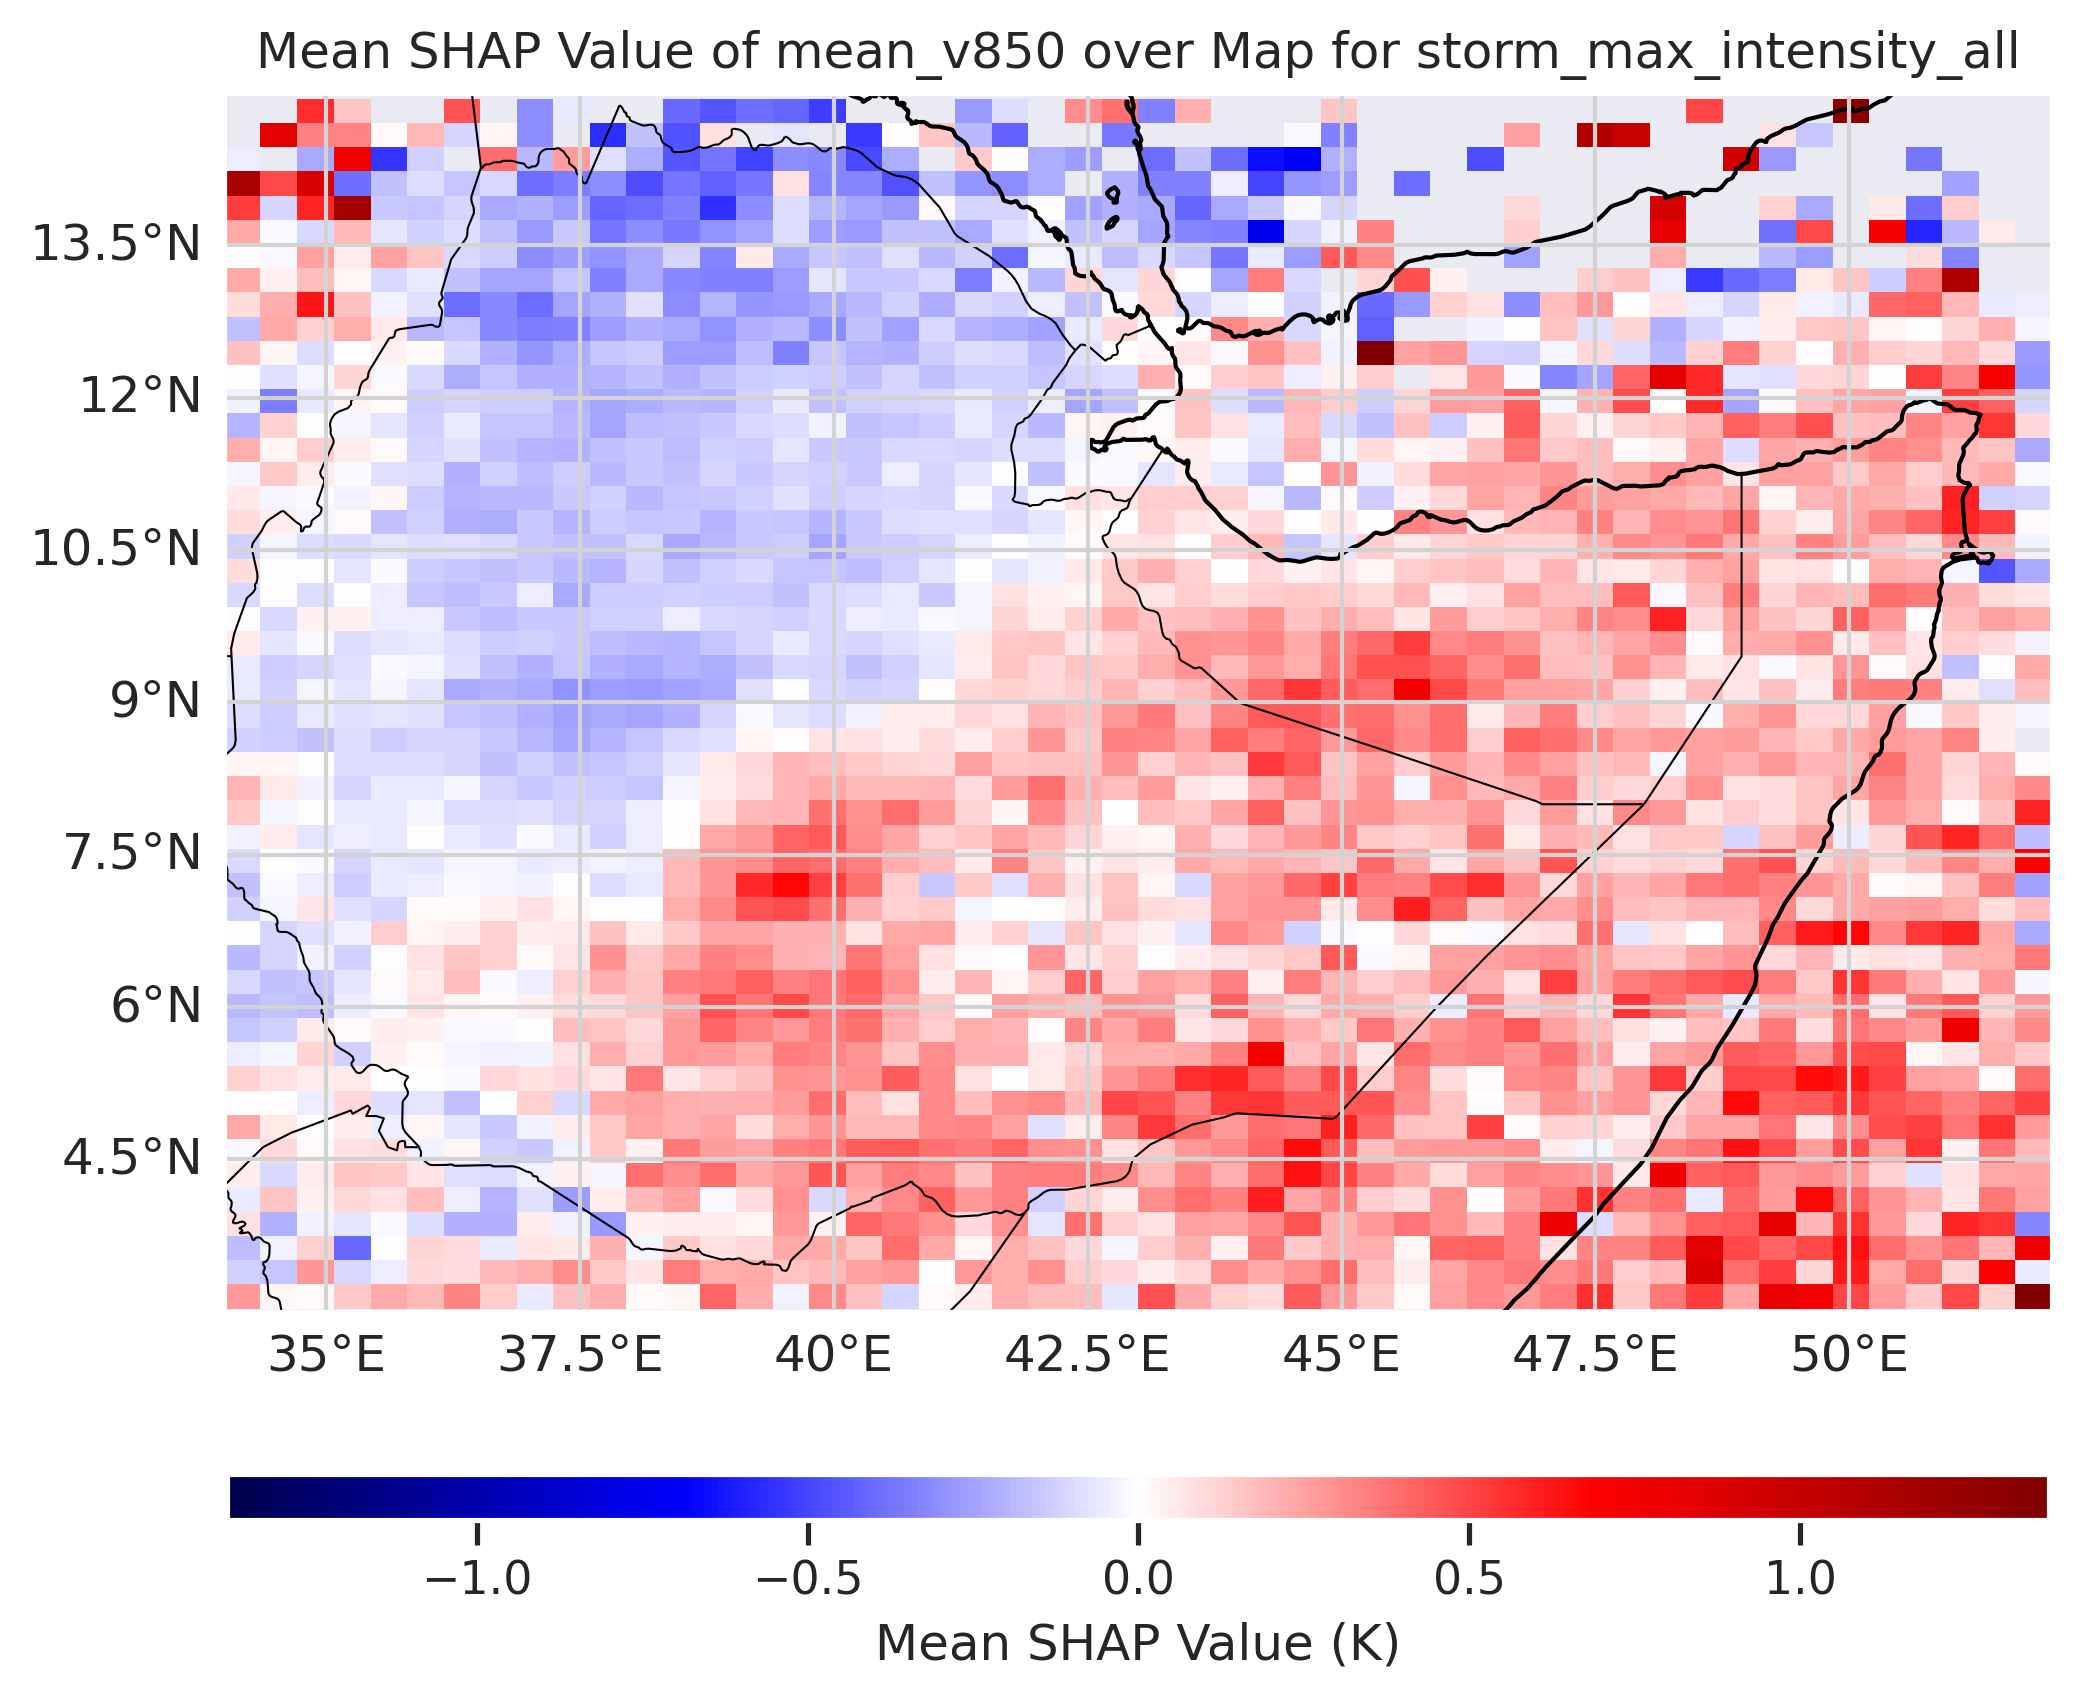 Mean SHAP Value of mean_v850 over Map for storm_max_intensity_all
13.5°N
12°N
10.5°N
9°N
7.5°N
6°N
4.5°N
35°E 37.5°E 40°E 42.5°E 45°E 47.5°E 50°E
−1.0 −0.5 0.0 0.5 1.0
Mean SHAP Value (K)